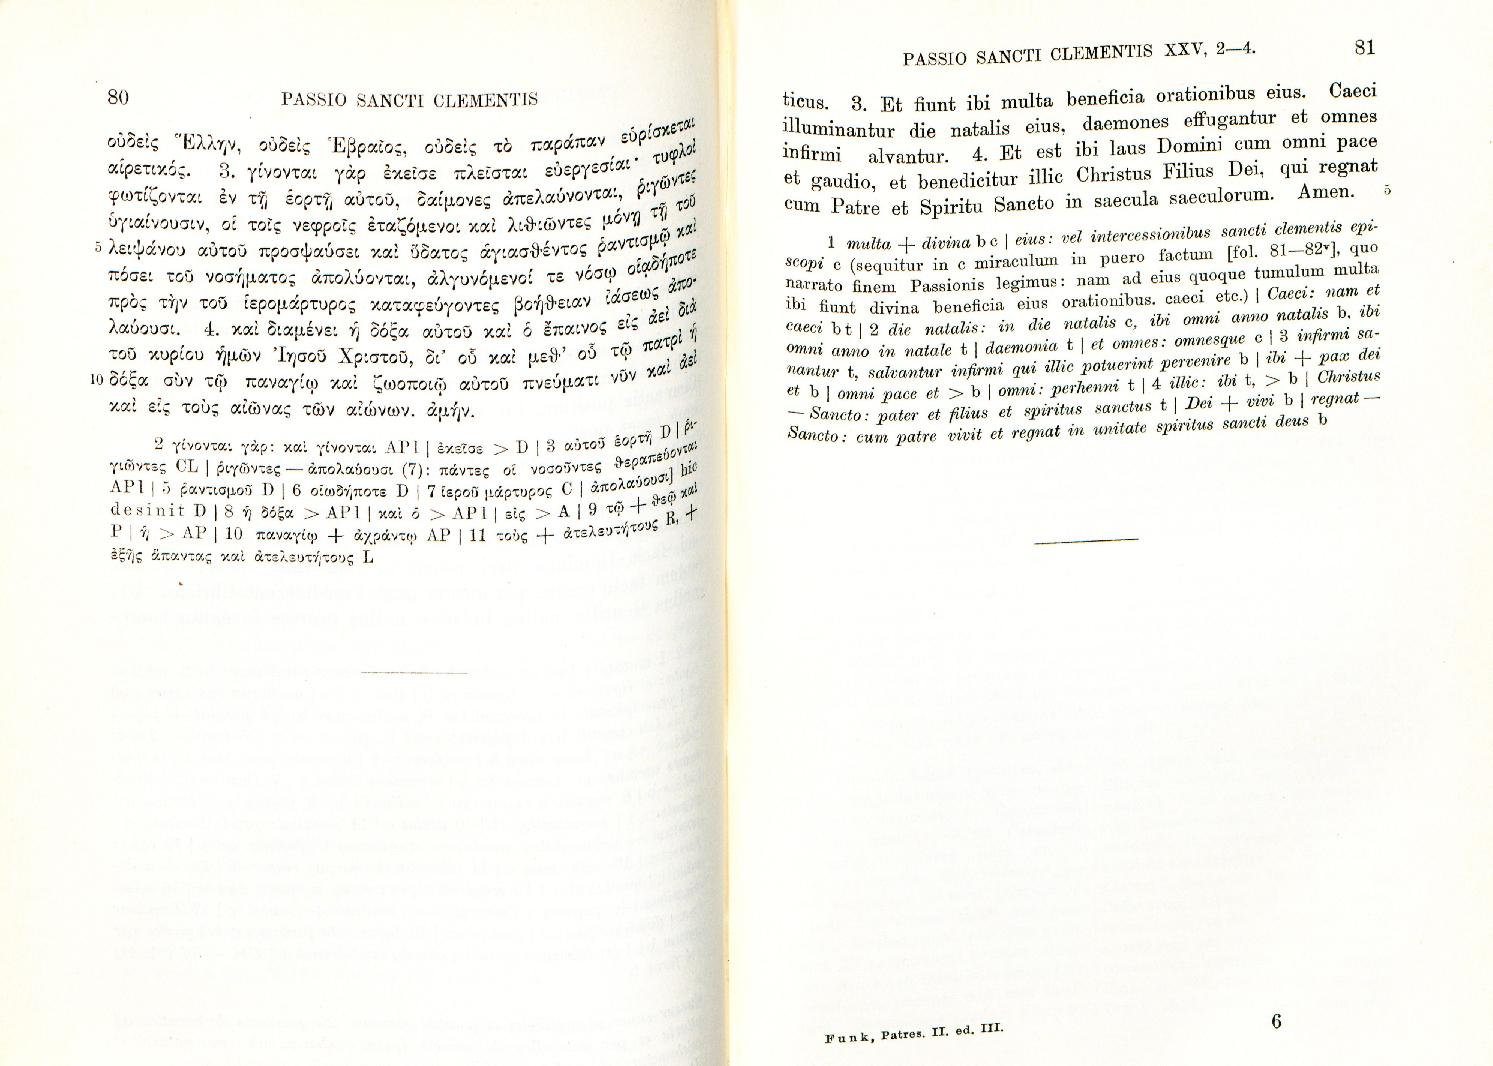 80 PASSIO SANCTI CLEMENTIS
οὐδεὶς Ἕλλην, οὐδεὶς Ἑβραῖος, οὐδεὶς τὸ παράπαν εὑρίσκεται
αἱρετικός. 3. γίνονται γὰρ ἐκεῖσε πλεῖσται εὐεργεσίαι· τυφλοὶ
φωτίζονται ἐν τῇ ἑορτῇ αὐτοῦ, δαίμονες ἀπελαύνονται, ῥιγῶντες
ὑγιαίνουσιν, οἱ τοῖς νεφροῖς ἐταζόμενοι καὶ λιθιῶντες μόνῃ τῇ τοῦ
5 λειψάνου αὐτοῦ προσψαύσει καὶ ὕδατος ἁγιασθέντος ῥαντισμῷ καὶ
πόσει τοῦ νοσήματος ἀπολύονται, ἀλγυνόμενοί τε νόσῳ οἱᾳδήποτε
πρὸς τὴν τοῦ ἱερομάρτυρος καταφεύγοντες βοήθειαν ἰάσεως ἀπο-
λαύουσι. 4. καὶ διαμένει ἡ δόξα αὐτοῦ καὶ ὁ ἔπαινος εἰς ἀεὶ διὰ
τοῦ κυρίου ἡμῶν Ἰησοῦ Χριστοῦ, δι’ οὗ καὶ μεθ’ οὗ τῷ πατρὶ ἡ
10 δόξα σὺν τῷ παναγίῳ καὶ ζωοποιῷ αὐτοῦ πνεύματι νῦν καὶ ἀεὶ
καὶ εἰς τοὺς αἰῶνας τῶν αἰώνων. ἀμήν.
2 γίνονται γὰρ: καὶ γίνονται APl | ἐκεῖσε > D | 3 αὐτοῦ ἑορτῇ D | ῥι-
γιῶντες CL | ῥιγῶντες — ἀπολαύουσι (7): πάντες οἱ νοσοῦντες θεραπεύονται
APl | 5 ῥαντισμοῦ D | 6 οἱῳδήποτε D | 7 ἱεροῦ μάρτυρος C | ἀπολαύουσι] hic
desinit D | 8 ἡ δόξα > APl | καὶ ὁ > APl | εἰς > A | 9 τῷ + θεῷ καὶ
P | ἡ > AP | 10 παναγίῳ + ἀχράντῳ AP | 11 τοὺς + ἀτελευτήτους R, +
ἑξῆς ἅπαντας καὶ ἀτελευτήτους L
PASSIO SANCTI CLEMENTIS XXV, 2—4. 81
ticus. 3. Et fiunt ibi multa beneficia orationibus eius. Caeci
illuminantur die natalis eius, daemones effugantur et omnes
infirmi alvantur. 4. Et est ibi laus Domini cum omni pace
et gaudio, et benedicitur illic Christus Filius Dei, qui regnat
cum Patre et Spiritu Sancto in saecula saeculorum. Amen. 5
1 multa + divina b c | eius: vel intercessionibus sancti clementis epi-
scopi c (sequitur in c miraculum in puero factum [fol. 81—82ᵛ], quo
narrato finem Passionis legimus: nam ad eius quoque tumulum multa
ibi fiunt divina beneficia eius orationibus. caeci etc.) | Caeci: nam et
caeci b t | 2 die natalis: in die natalis c, ibi omni anno natalis b, ibi
omni anno in natale t | daemonia t | et omnes: omnesque c | 3 infirmi sa-
nantur t, salvantur infirmi qui illic potuerint pervenire b | ibi + pax dei
et b | omni pace et > b | omni: perhenni t | 4 illic: ibi t, > b | Christus
— Sancto: pater et filius et spiritus sanctus t | Dei + vivi b | regnat —
Sancto: cum patre vivit et regnat in unitate spiritus sancti deus b
Funk, Patres. II. ed. III. 6